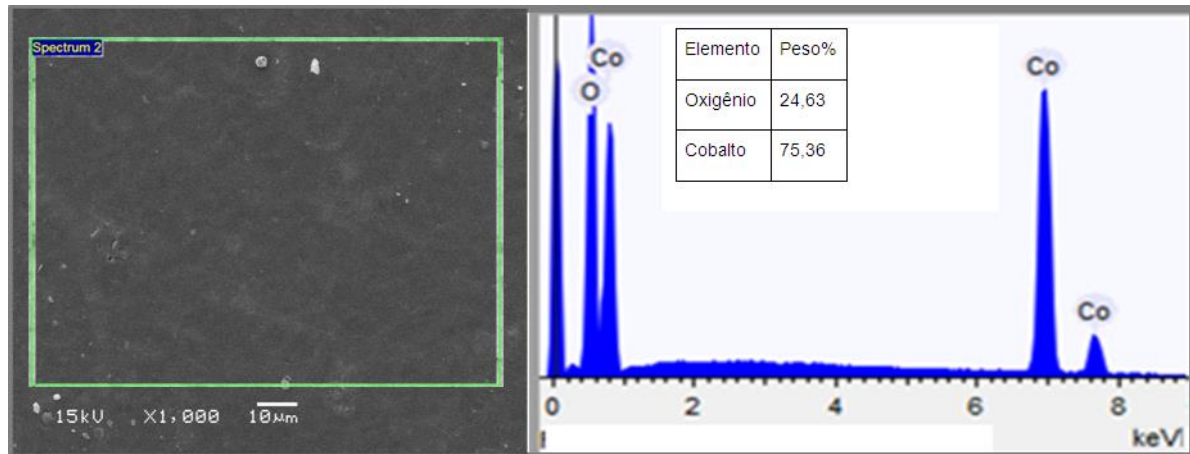 Spectrum 2
15kV X1,000 10μm
Elemento Peso%
Oxigênio 24,63
Cobalto 75,36
Co
O
Co
Co
0 2 4 6 8
keV